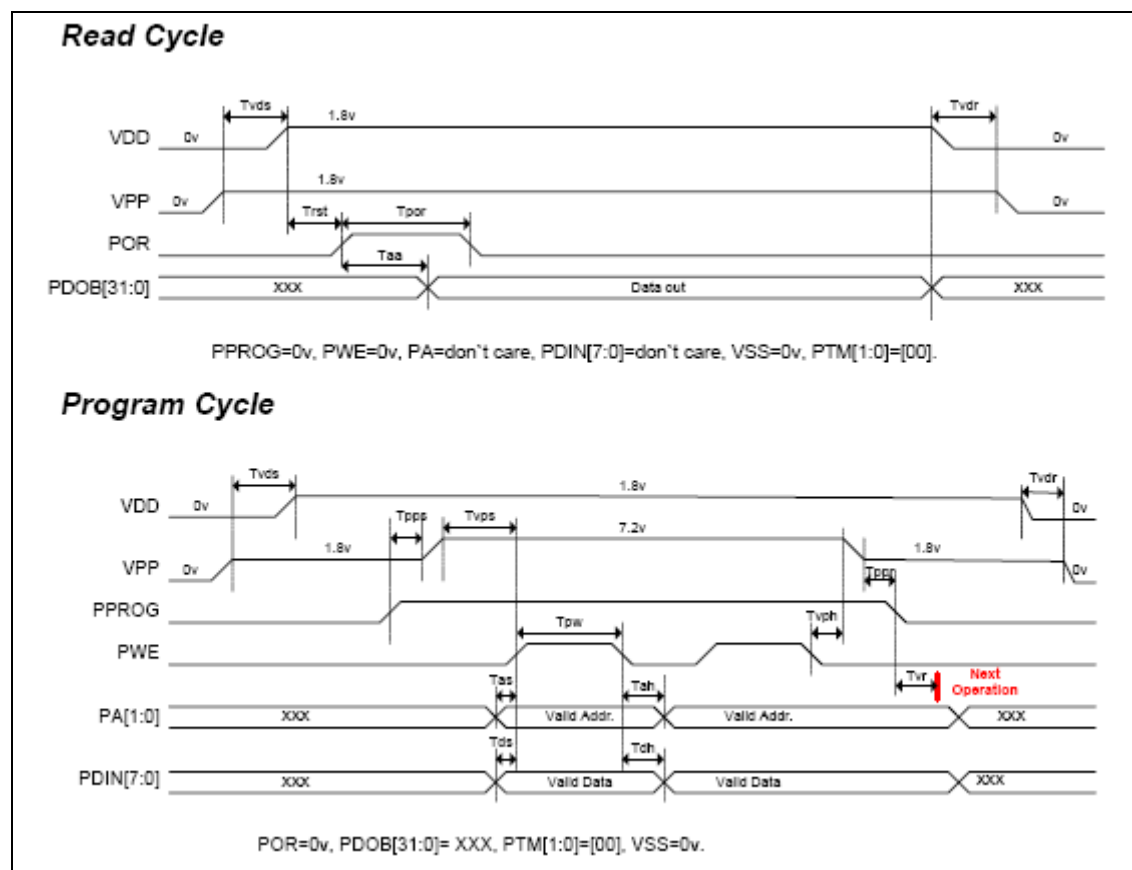 Read Cycle
Tvds
Tvdr
1.8v
VDD
0v
0v
1.8v
VPP
0v
0v
Trst
Tpor
POR
Taa
PDOB[31:0]
XXX
Data out
XXX
PPROG=0v, PWE=0v, PA=don`t care, PDIN[7:0]=don`t care, VSS=0v, PTM[1:0]=[00].
Program Cycle
Tvds
Tvdr
1.8v
VDD
0v
0v
Tpps
Tvps
7.2v
1.8v
1.8v
VPP
0v
0v
Tppn
PPROG
Tpw
Tvph
PWE
Tvr
Next
Operation
Tas
Tah
PA[1:0]
XXX
Valid Addr.
Valid Addr.
XXX
Tds
Tdh
PDIN[7:0]
XXX
Valid Data
Valid Data
XXX
POR=0v, PDOB[31:0]= XXX, PTM[1:0]=[00], VSS=0v.